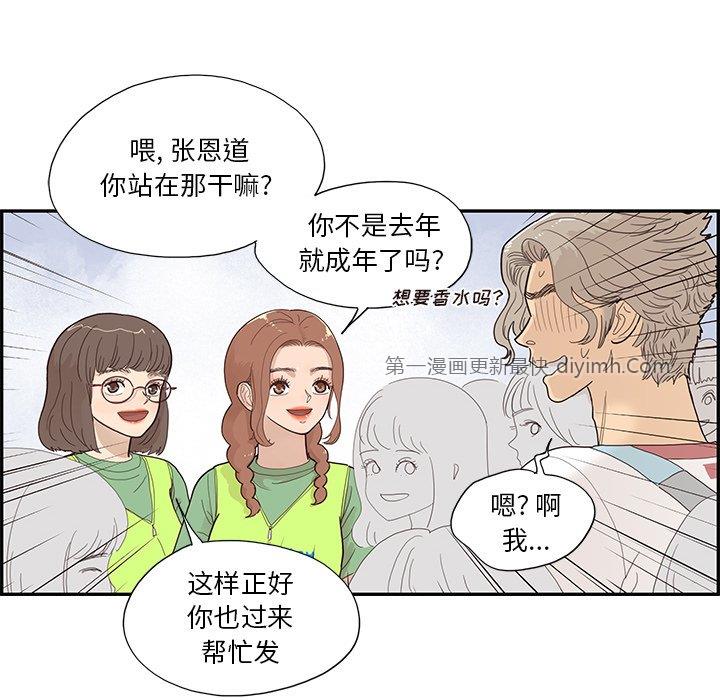 喂, 张恩道
你站在那干嘛?
你不是去年
就成年了吗?
想要香水吗?
第一漫画更新最快 diyimh.com
嗯? 啊
我...
这样正好
你也过来
帮忙发